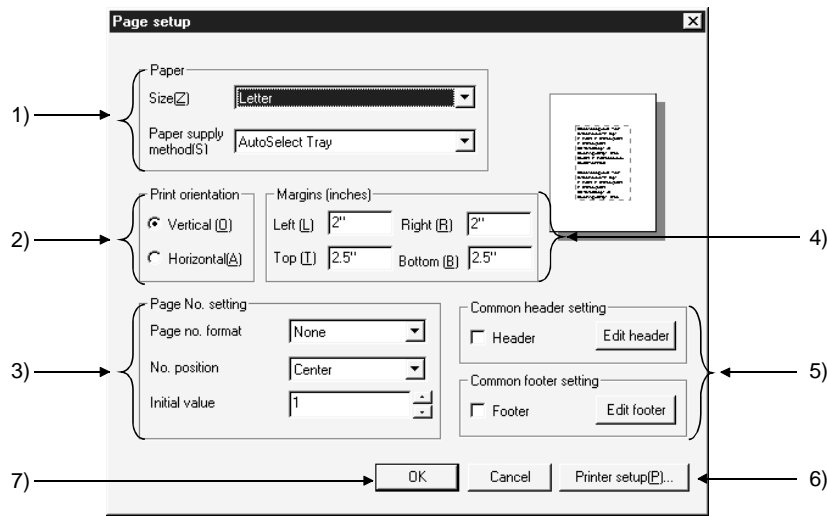 Page setup
Paper
1)
Size(Z) Letter
Paper supply
method(S) AutoSelect Tray
Print orientation Margins (inches)
2) Vertical (O) Left (L) 2" Right (R) 2" 4)
Horizontal(A) Top (T) 2.5" Bottom (B) 2.5"
Page No. setting Common header setting
Page no. format None Header Edit header
3) No. position Center 5)
Common footer setting
Initial value 1 Footer Edit footer
7) OK Cancel Printer setup(P)... 6)